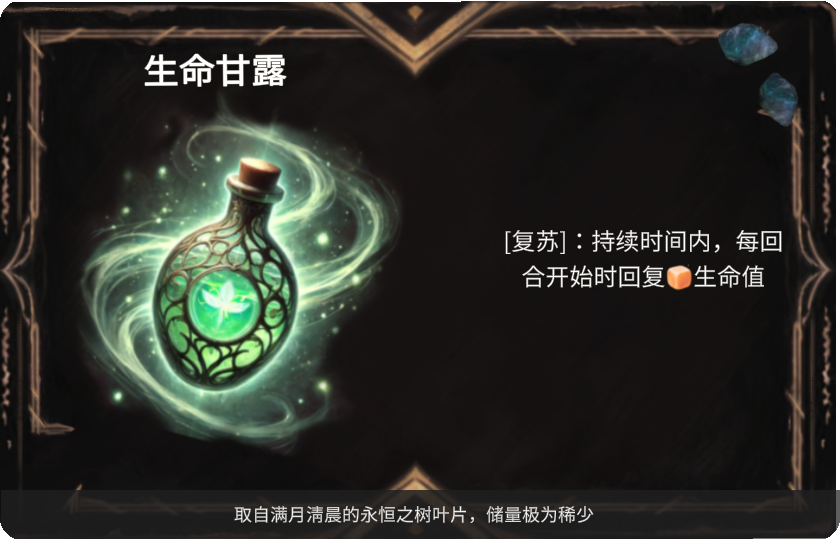 生命甘露
[复苏]：持续时间内，每回
合开始时回复生命值
取自满月清晨的永恒之树叶片，储量极为稀少